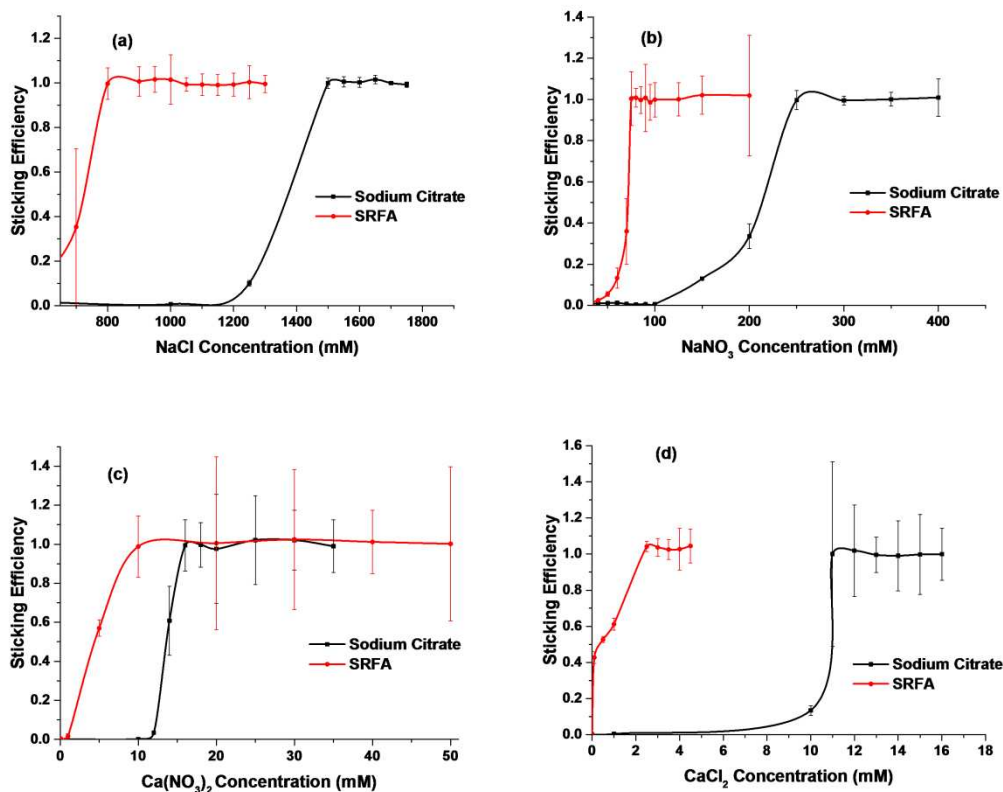 (a)
1.2
1.0
0.8
0.6
0.4
0.2
0.0
Sticking Efficiency
Sodium Citrate
SRFA
800 1000 1200 1400 1600 1800
NaCl Concentration (mM)
(b)
1.4
1.2
1.0
0.8
0.6
0.4
0.2
0.0
Sticking Efficiency
Sodium Citrate
SRFA
100 200 300 400
NaNO₃ Concentration (mM)
(c)
1.4
1.2
1.0
0.8
0.6
0.4
0.2
0.0
Sticking Efficiency
Sodium Citrate
SRFA
0 10 20 30 40 50
Ca(NO₃)₂ Concentration (mM)
(d)
1.6
1.4
1.2
1.0
0.8
0.6
0.4
0.2
0.0
Sticking Efficiency
Sodium Citrate
SRFA
0 2 4 6 8 10 12 14 16 18
CaCl₂ Concentration (mM)